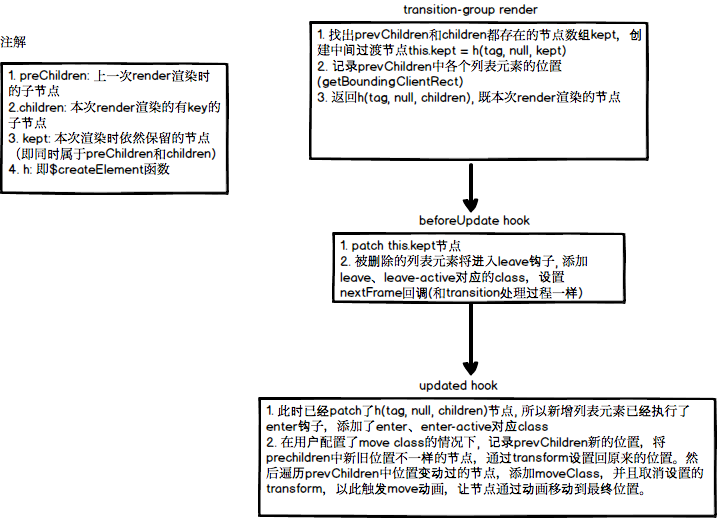 transition-group render
1. 找出prevChildren和children都存在的节点数组kept，创
建中间过渡节点this.kept = h(tag, null, kept)
2. 记录prevChildren中各个列表元素的位置
(getBoundingClientRect)
3. 返回h(tag, null, children), 既本次render渲染的节点
注解
1. preChildren: 上一次render渲染时
的子节点
2.children: 本次render渲染的有key的
子节点
3. kept: 本次渲染时依然保留的节点
（即同时属于preChildren和children）
4. h: 即$createElement函数
beforeUpdate hook
1. patch this.kept节点
2. 被删除的列表元素将进入leave钩子, 添加
leave、leave-active对应的class，设置
nextFrame回调(和transition处理过程一样)
updated hook
1. 此时已经patch了h(tag, null, children)节点, 所以新增列表元素已经执行了
enter钩子，添加了enter、enter-active对应class
2. 在用户配置了move class的情况下，记录prevChildren新的位置，将
prechildren中新旧位置不一样的节点，通过transform设置回原来的位置。然
后遍历prevChildren中位置变动过的节点，添加moveClass，并且取消设置的
transform，以此触发move动画，让节点通过动画移动到最终位置。